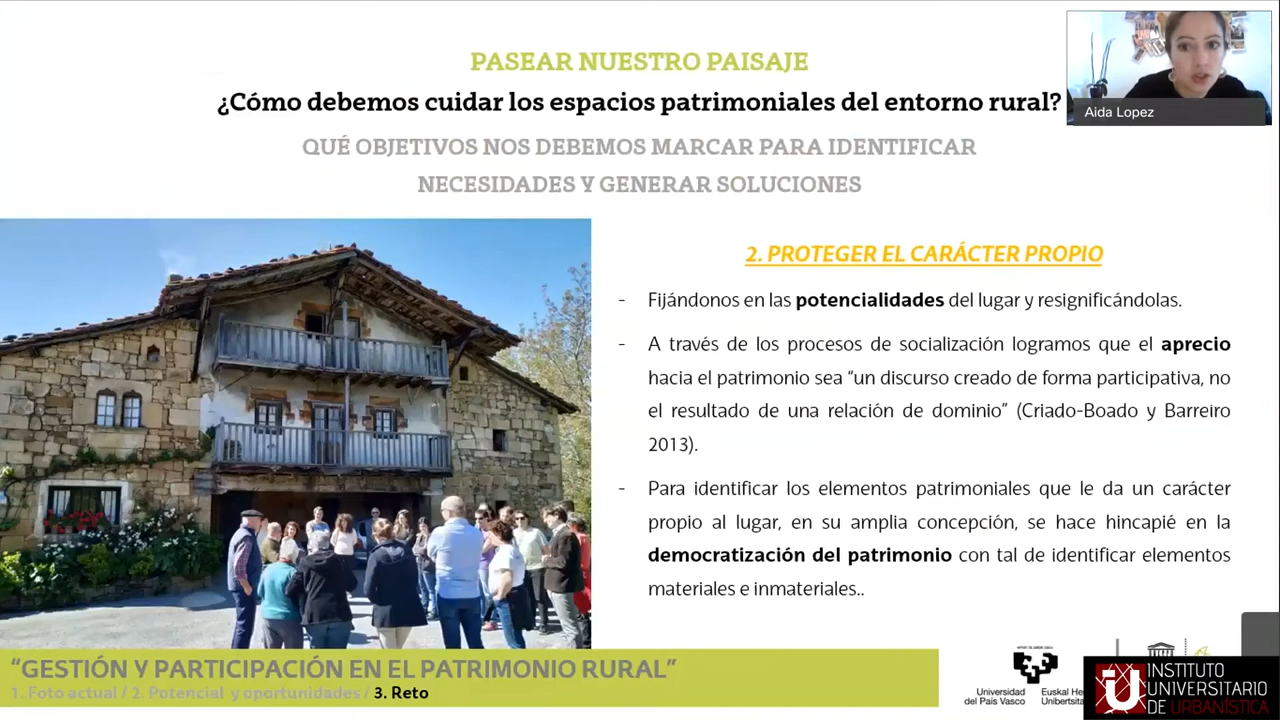 PASEAR NUESTRO PAISAJE
¿Cómo debemos cuidar los espacios patrimoniales del entorno rural?
QUÉ OBJETIVOS NOS DEBEMOS MARCAR PARA IDENTIFICAR
NECESIDADES Y GENERAR SOLUCIONES
Aida Lopez
2. PROTEGER EL CARÁCTER PROPIO
- Fijándonos en las potencialidades del lugar y resignificándolas.
- A través de los procesos de socialización logramos que el aprecio
hacia el patrimonio sea “un discurso creado de forma participativa, no
el resultado de una relación de dominio” (Criado-Boado y Barreiro
2013).
- Para identificar los elementos patrimoniales que le da un carácter
propio al lugar, en su amplia concepción, se hace hincapié en la
democratización del patrimonio con tal de identificar elementos
materiales e inmateriales..
“GESTIÓN Y PARTICIPACIÓN EN EL PATRIMONIO RURAL”
1. Foto actual / 2. Potencial y oportunidades / 3. Reto
Universidad
del País Vasco
Euskal He
Unibertsita
INSTITUTO
UNIVERSITARIO
DE URBANÍSTICA